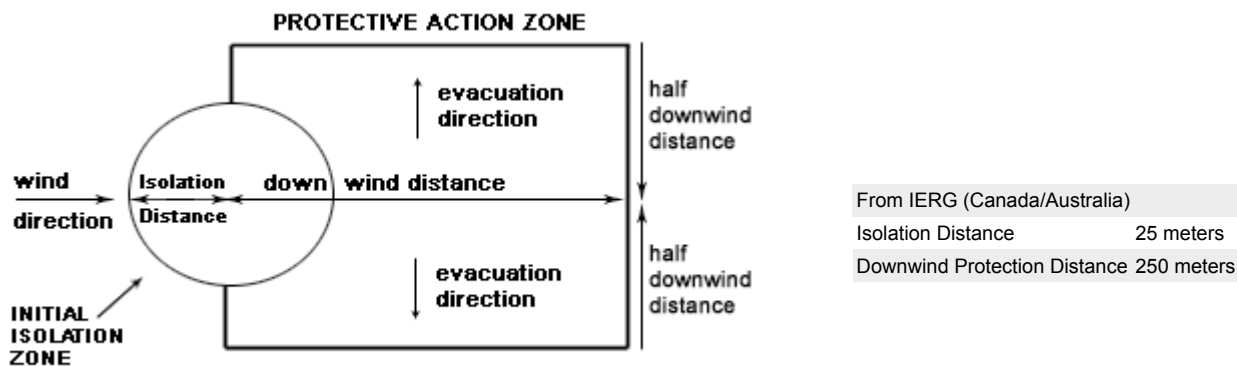 PROTECTIVE ACTION ZONE
evacuation
direction
half
downwind
distance
wind
direction
Isolation
Distance
down wind distance
evacuation
direction
half
downwind
distance
INITIAL
ISOLATION
ZONE
From IERG (Canada/Australia)
Isolation Distance 25 meters
Downwind Protection Distance 250 meters